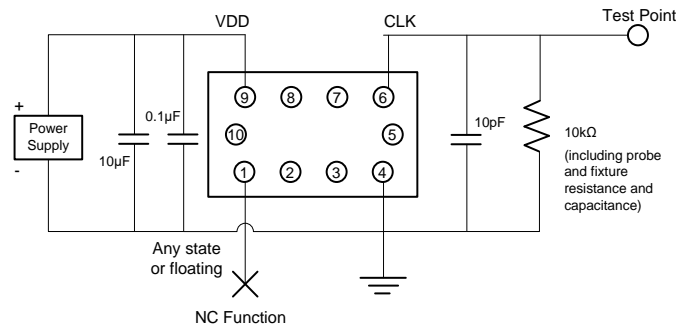 VDD
CLK
Test Point
+
Power
Supply
-
10µF
0.1µF
9
8
7
6
10
5
1
2
3
4
10pF
10kΩ
(including probe
and fixture
resistance and
capacitance)
Any state
or floating
NC Function